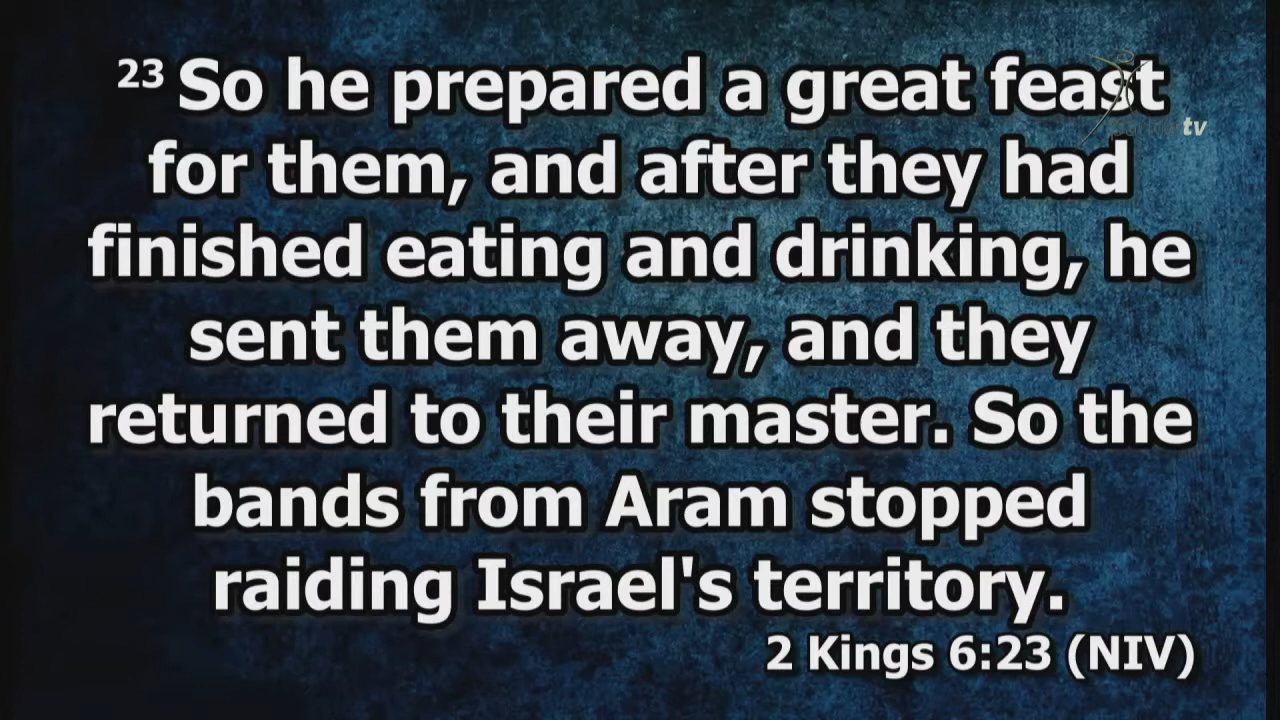 23 So he prepared a great feast
for them, and after they had
finished eating and drinking, he
sent them away, and they
returned to their master. So the
bands from Aram stopped
raiding Israel's territory.
2 Kings 6:23 (NIV)
tv